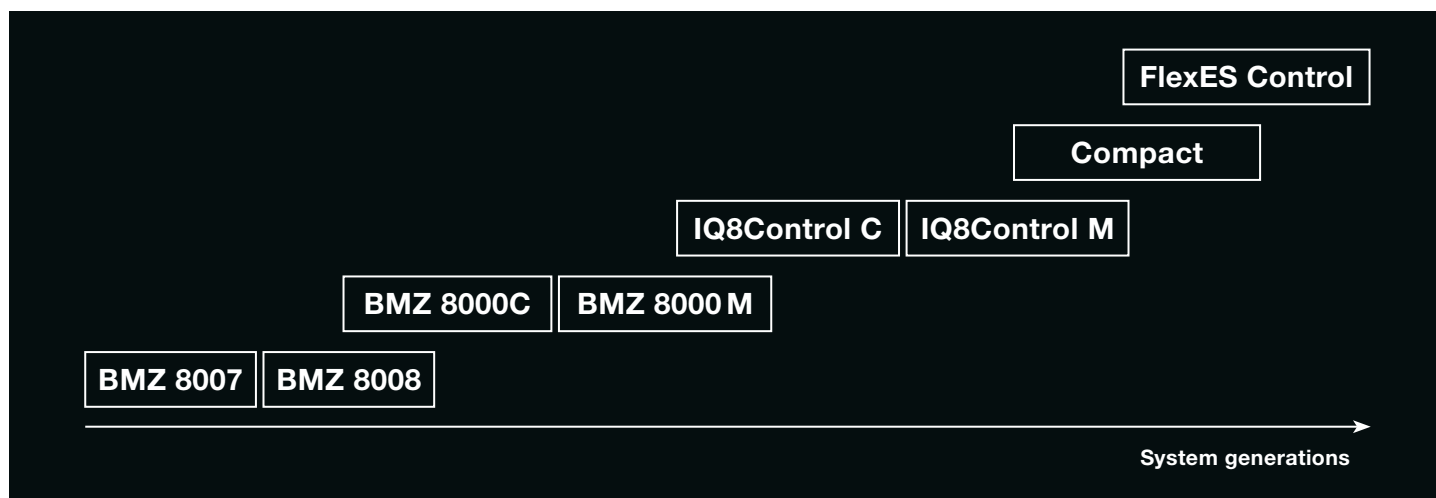 FlexES Control
Compact
IQ8Control C IQ8Control M
BMZ 8000C BMZ 8000 M
BMZ 8007 BMZ 8008
System generations